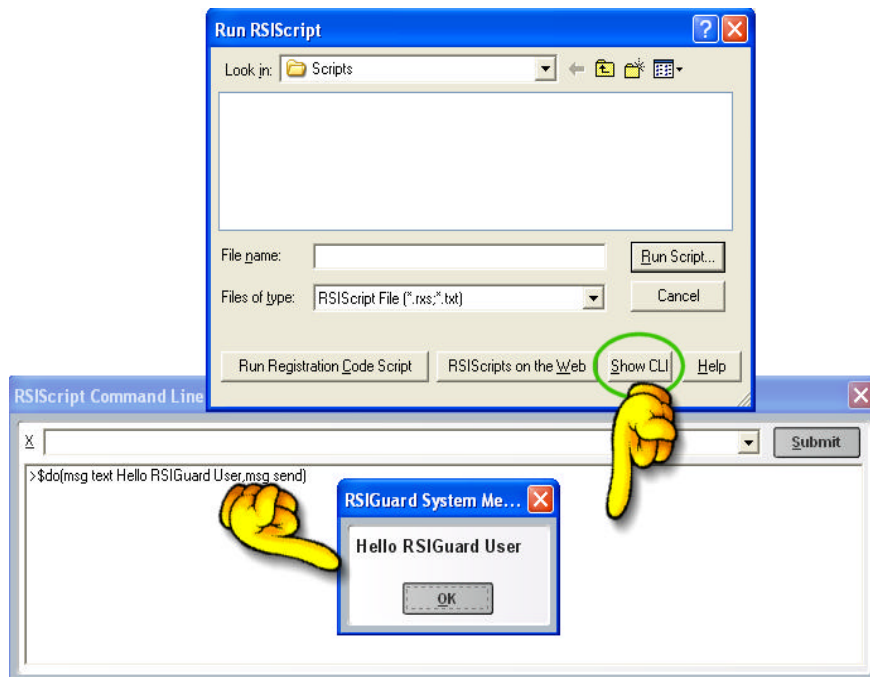 Run RSIScript
Look in: Scripts
File name:
Run Script...
Files of type: RSIScript File (*.rxs;*.txt)
Cancel
Run Registration Code Script
RSIScripts on the Web
Show CLI
Help
RSIScript Command Line
X
Submit
>$do(msg text Hello RSIGuard User,msg send)
RSIGuard System Me...
Hello RSIGuard User
OK